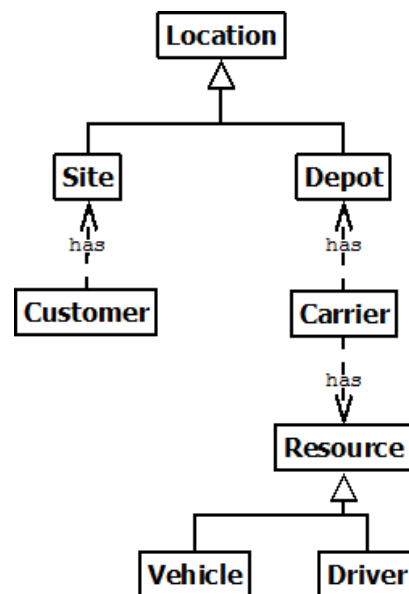 Location
Site Depot
has has
Customer Carrier
has
Resource
Vehicle Driver